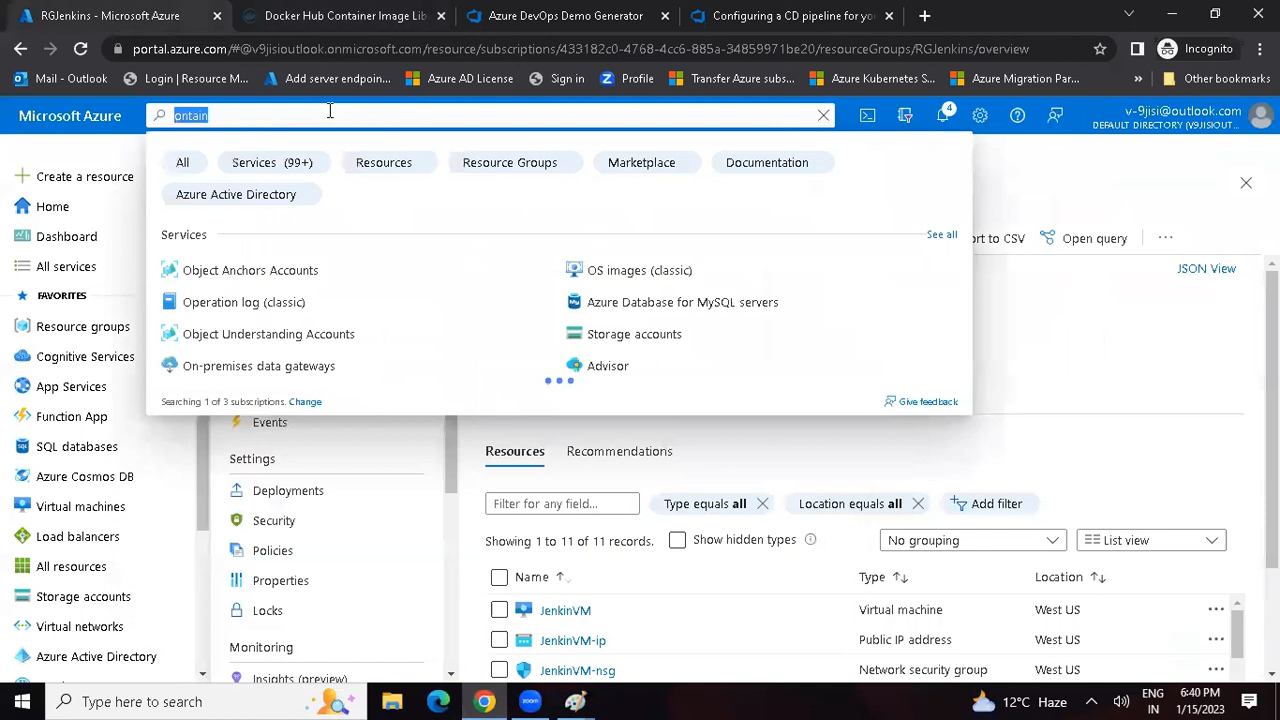 RGJenkins - Microsoft Azure
Docker Hub Container Image Lib
Azure DevOps Demo Generator
Configuring a CD pipeline for you
portal.azure.com/#@v9jisioutlook.onmicrosoft.com/resource/subscriptions/433182c0-4768-4cc6-885a-34859971be20/resourceGroups/RGJenkins/overview
Incognito
Mail - Outlook
Login | Resource M...
Add server endpoin...
Azure AD License
Sign in
Profile
Transfer Azure subs...
Azure Kubernetes S...
Azure Migration Par...
»
Other bookmarks
Microsoft Azure
ontain
4
v-9jisi@outlook.com
DEFAULT DIRECTORY (V9JISIOUT...
All
Services (99+)
Resources
Resource Groups
Marketplace
Documentation
Azure Active Directory
Services
See all
Object Anchors Accounts
OS images (classic)
Operation log (classic)
Azure Database for MySQL servers
Object Understanding Accounts
Storage accounts
On-premises data gateways
Advisor
Searching 1 of 3 subscriptions. Change
Give feedback
Create a resource
Home
Dashboard
All services
FAVORITES
Resource groups
Cognitive Services
App Services
Function App
SQL databases
Azure Cosmos DB
Virtual machines
Load balancers
All resources
Storage accounts
Virtual networks
Azure Active Directory
Events
Settings
Deployments
Security
Policies
Properties
Locks
Monitoring
Insights (preview)
ort to CSV
Open query
JSON View
Resources
Recommendations
Filter for any field...
Type equals all
Location equals all
Add filter
Showing 1 to 11 of 11 records.
Show hidden types
No grouping
List view
Name
Type
Location
JenkinVM
Virtual machine
West US
JenkinVM-ip
Public IP address
West US
JenkinVM-nsg
Network security group
West US
Type here to search
zoom
12°C Haze
ENG
IN
6:40 PM
1/15/2023